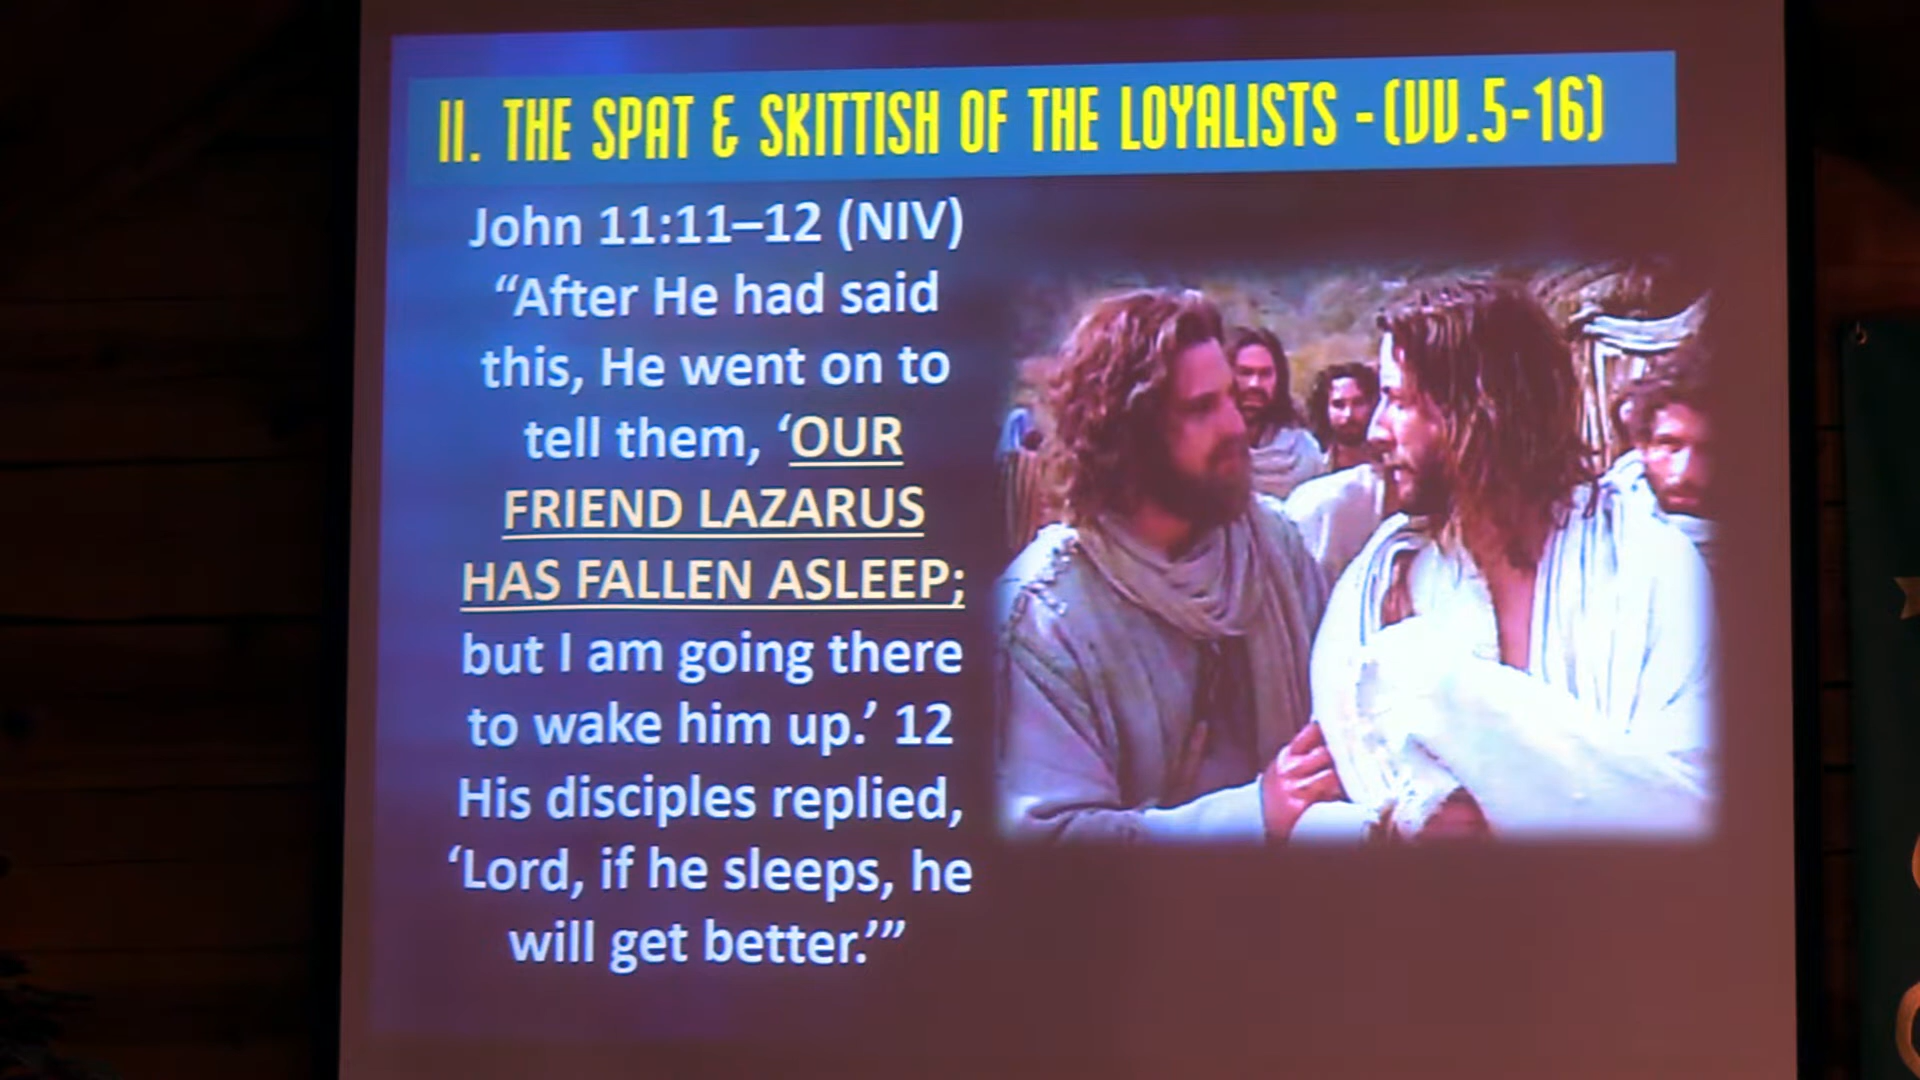 II. THE SPAT & SKITTISH OF THE LOYALISTS - (VV.5-16)
John 11:11–12 (NIV)
“After He had said
this, He went on to
tell them, ‘OUR
FRIEND LAZARUS
HAS FALLEN ASLEEP;
but I am going there
to wake him up.’ 12
His disciples replied,
‘Lord, if he sleeps, he
will get better.’”